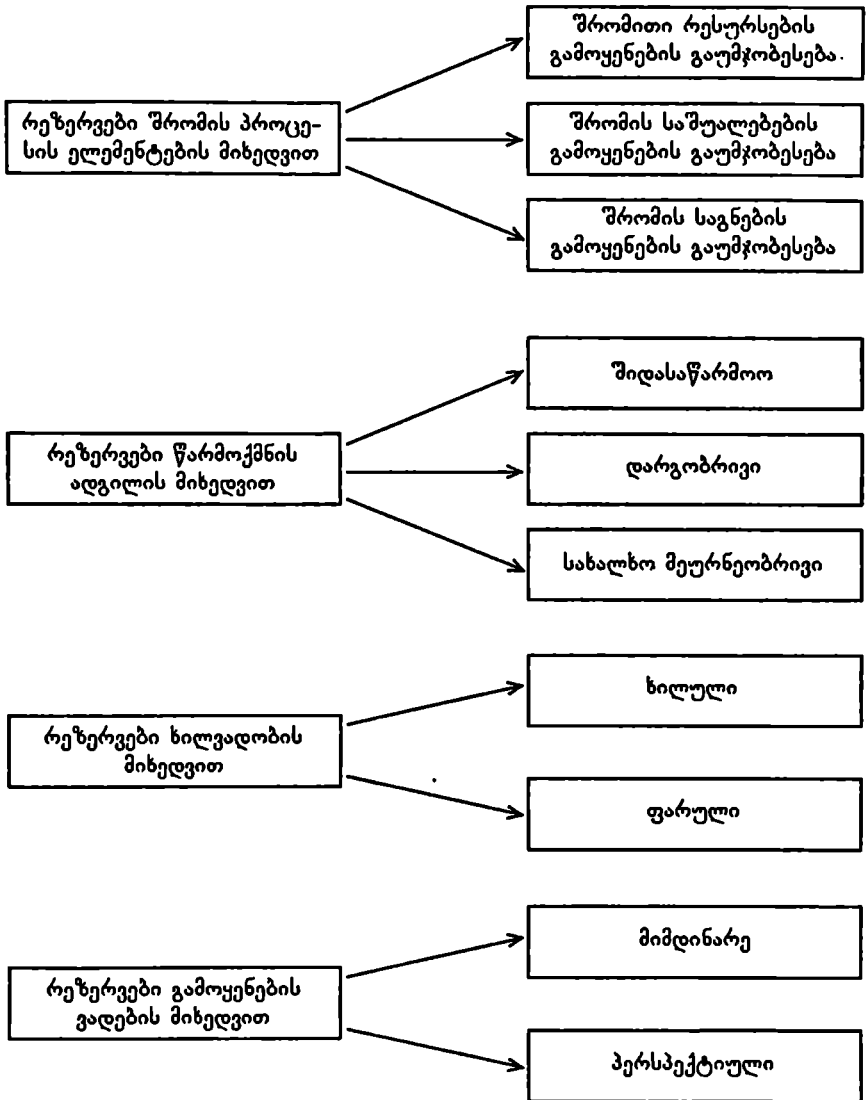 შრომითი რესურსების
გამოყენების გაუმჯობესება.
რეზერვები შრომის პროცე-
სის ელემენტების მიხედვით
შრომის საშუალებების
გამოყენების გაუმჯობესება
შრომის საგნების
გამოყენების გაუმჯობესება
შიდასაწარმოო
რეზერვები წარმოქმნის
ადგილის მიხედვით
დარგობრივი
სახალხო მეურნეობრივი
ხილული
რეზერვები ხილვადობის
მიხედვით
ფარული
მიმდინარე
რეზერვები გამოყენების
ვადების მიხედვით
პერსპექტიული